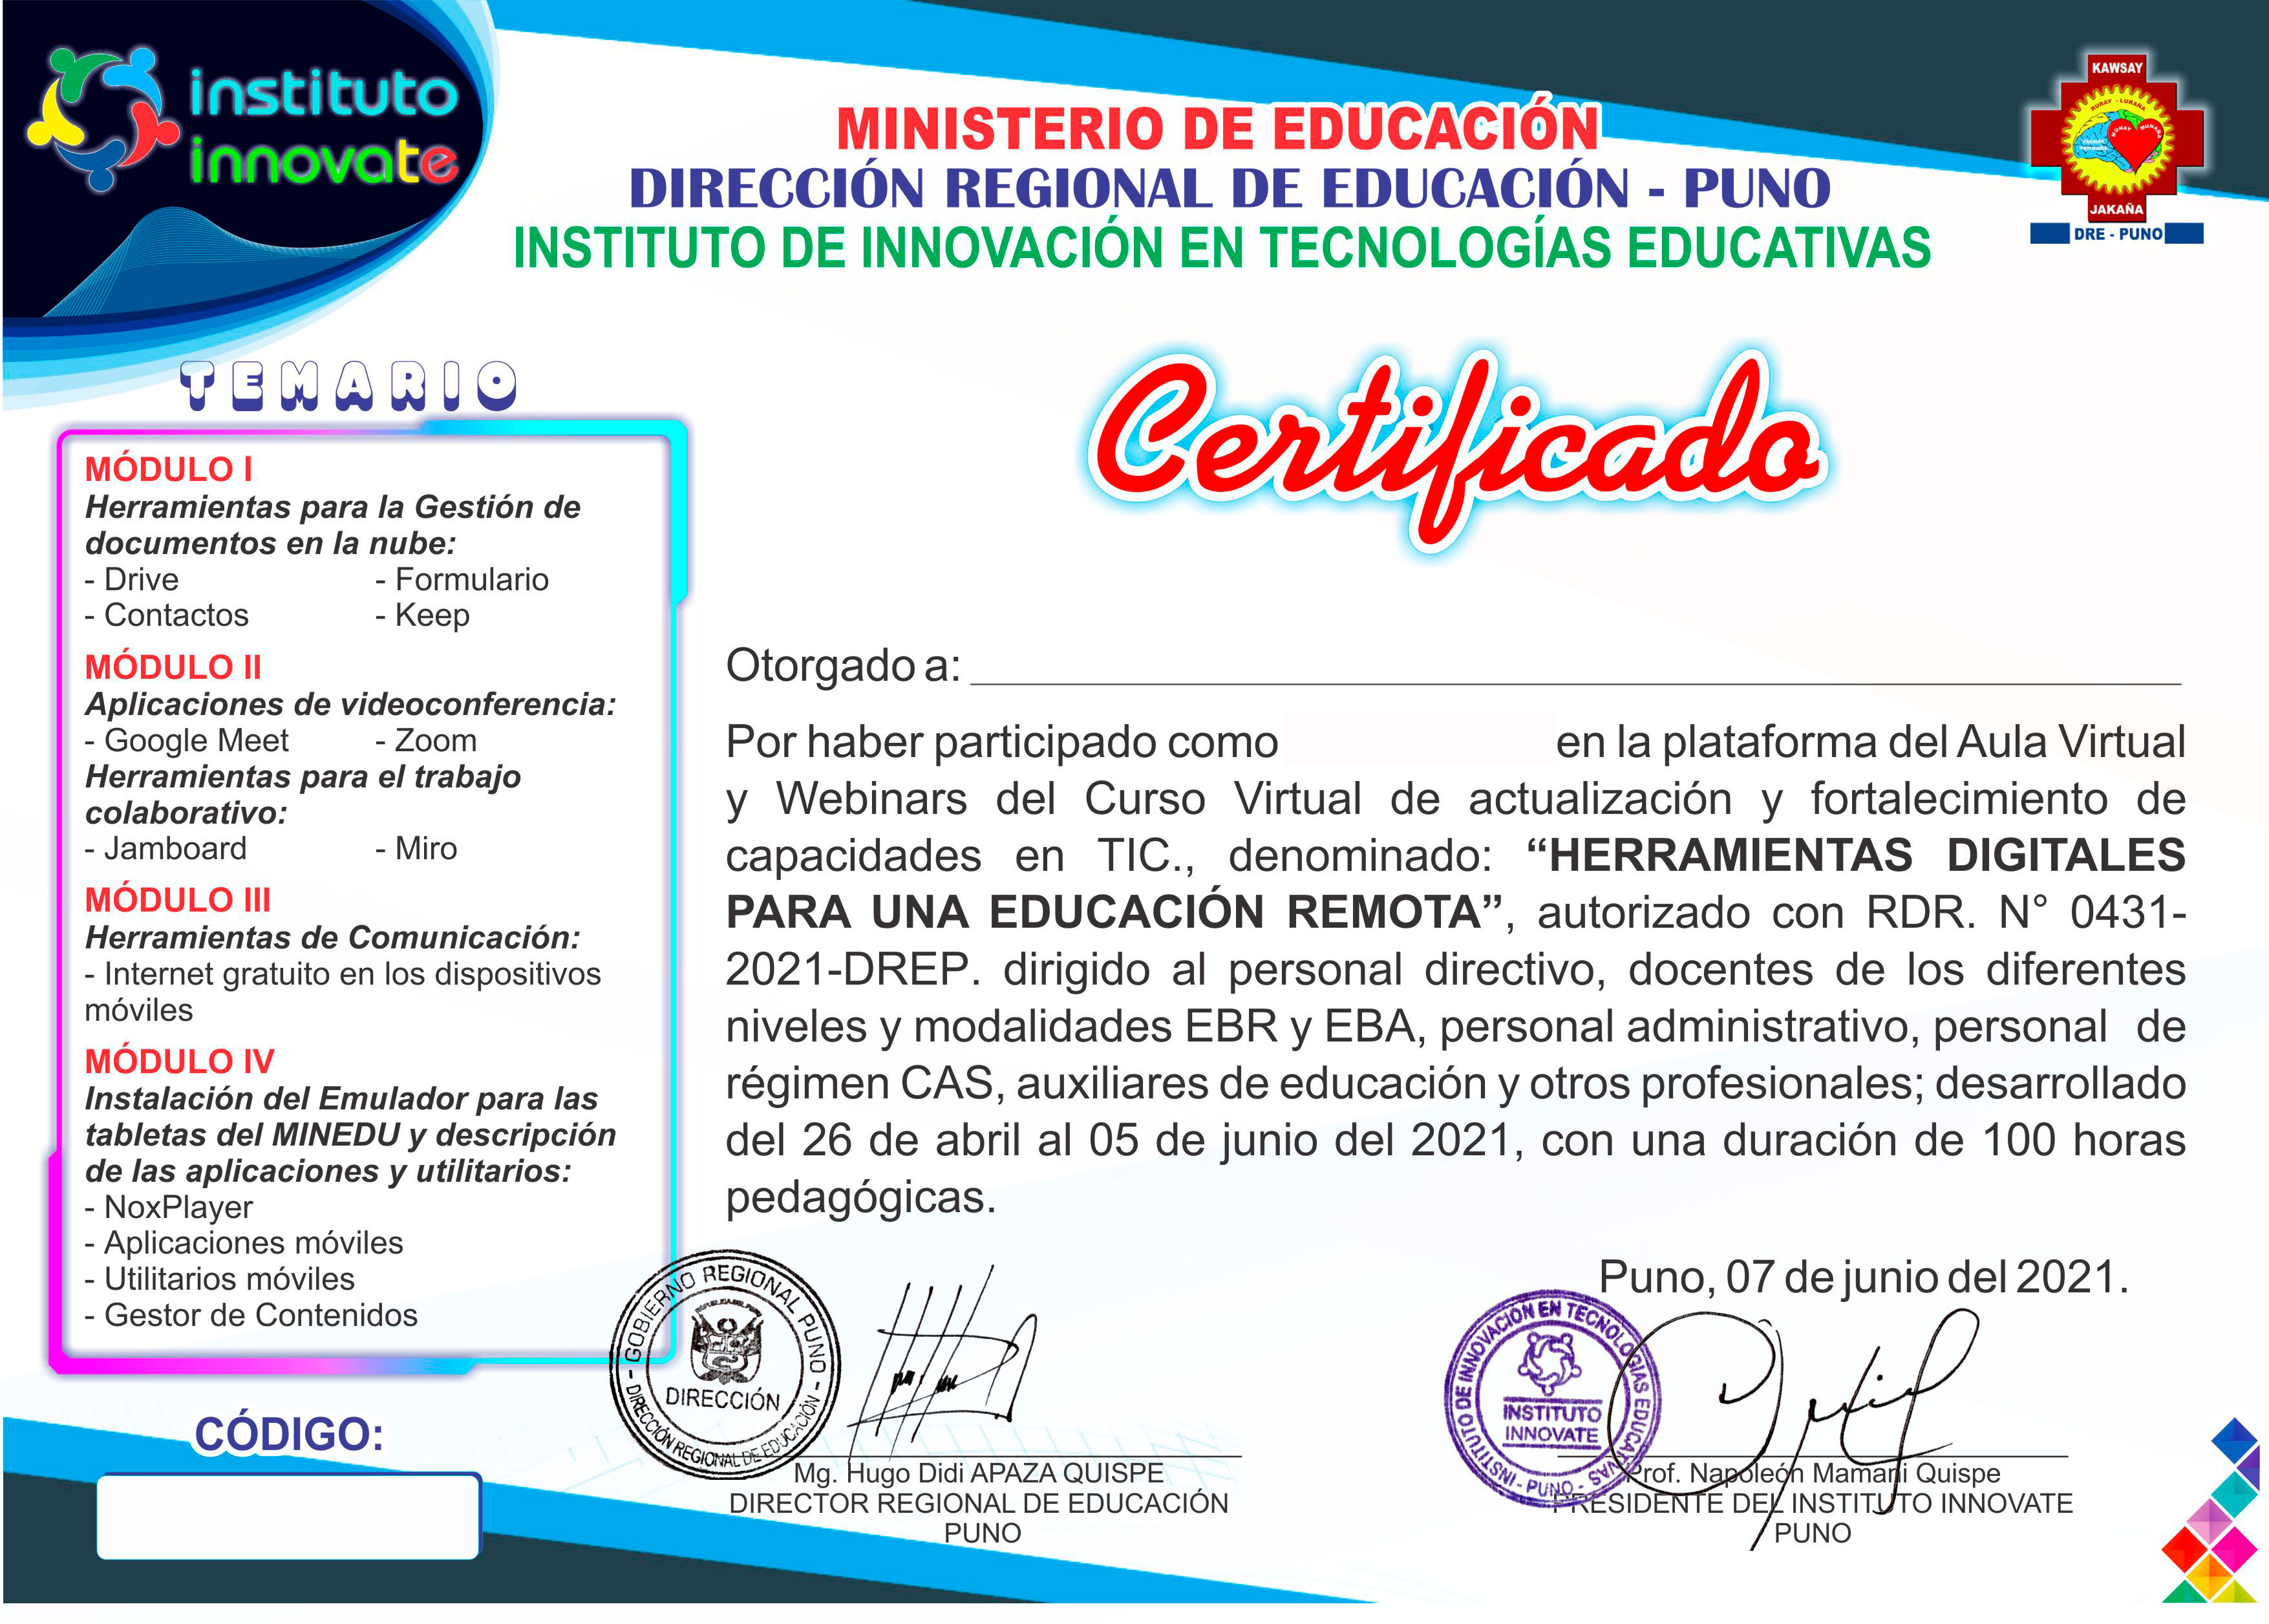 instituto
innovate
MINISTERIO DE EDUCACIÓN
DIRECCIÓN REGIONAL DE EDUCACIÓN - PUNO
INSTITUTO DE INNOVACIÓN EN TECNOLOGÍAS EDUCATIVAS
KAWSAY
RURAY - LURAÑA
JAKAÑA
DRE - PUNO
TEMARIO
MÓDULO I
Herramientas para la Gestión de
documentos en la nube:
- Drive - Formulario
- Contactos - Keep
MÓDULO II
Aplicaciones de videoconferencia:
- Google Meet - Zoom
Herramientas para el trabajo
colaborativo:
- Jamboard - Miro
MÓDULO III
Herramientas de Comunicación:
- Internet gratuito en los dispositivos
móviles
MÓDULO IV
Instalación del Emulador para las
tabletas del MINEDU y descripción
de las aplicaciones y utilitarios:
- NoxPlayer
- Aplicaciones móviles
- Utilitarios móviles
- Gestor de Contenidos
CÓDIGO:
Certificado
Otorgado a:
Por haber participado como en la plataforma del Aula Virtual
y Webinars del Curso Virtual de actualización y fortalecimiento de
capacidades en TIC., denominado: “HERRAMIENTAS DIGITALES
PARA UNA EDUCACIÓN REMOTA”, autorizado con RDR. N° 0431-
2021-DREP. dirigido al personal directivo, docentes de los diferentes
niveles y modalidades EBR y EBA, personal administrativo, personal de
régimen CAS, auxiliares de educación y otros profesionales; desarrollado
del 26 de abril al 05 de junio del 2021, con una duración de 100 horas
pedagógicas.
Puno, 07 de junio del 2021.
GOBIERNO REGIONAL PUNO
DIRECCIÓN
- DIRECCIÓN REGIONAL DE EDUCACIÓN -
Mg. Hugo Didi APAZA QUISPE
DIRECTOR REGIONAL DE EDUCACIÓN
PUNO
INSTITUTO DE INNOVACIÓN EN TECNOLOGÍAS EDUCATIVAS
INSTITUTO
INNOVATE
- PUNO -
Prof. Napoleón Mamani Quispe
PRESIDENTE DEL INSTITUTO INNOVATE
PUNO